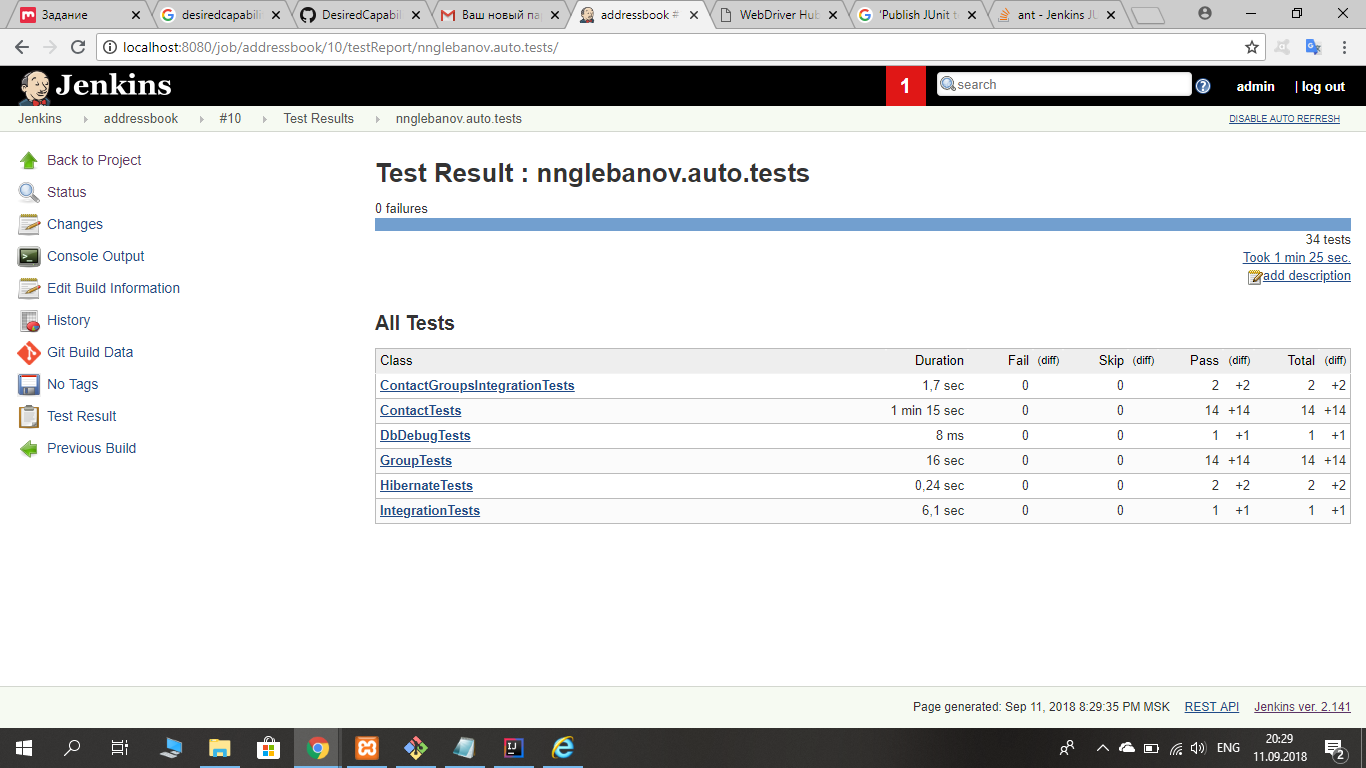 Задание
desiredcapabili
DesiredCapabil
Ваш новый па
addressbook #
WebDriver Hub
'Publish JUnit t
ant - Jenkins JU
localhost:8080/job/addressbook/10/testReport/nnglebanov.auto.tests/
Jenkins
1
search
admin
| log out
Jenkins
addressbook
#10
Test Results
nnglebanov.auto.tests
DISABLE AUTO REFRESH
Back to Project
Status
Changes
Console Output
Edit Build Information
History
Git Build Data
No Tags
Test Result
Previous Build
Test Result : nnglebanov.auto.tests
0 failures
34 tests
Took 1 min 25 sec.
add description
All Tests
Class Duration Fail (diff) Skip (diff) Pass (diff) Total (diff)
ContactGroupsIntegrationTests 1,7 sec 0 0 2 +2 2 +2
ContactTests 1 min 15 sec 0 0 14 +14 14 +14
DbDebugTests 8 ms 0 0 1 +1 1 +1
GroupTests 16 sec 0 0 14 +14 14 +14
HibernateTests 0,24 sec 0 0 2 +2 2 +2
IntegrationTests 6,1 sec 0 0 1 +1 1 +1
Page generated: Sep 11, 2018 8:29:35 PM MSK
REST API
Jenkins ver. 2.141
ENG
20:29
11.09.2018
2